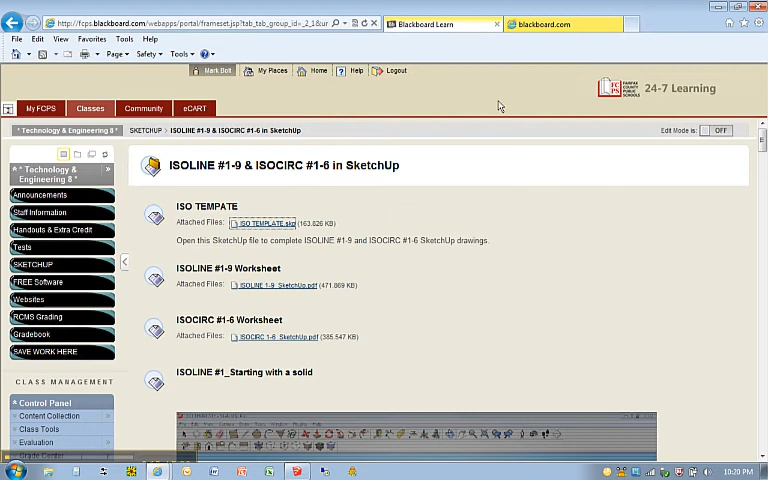 http://fcps.blackboard.com/webapps/portal/frameset.jsp?tab_tab_group_id=_2_1&ur
Blackboard Learn
blackboard.com
File Edit View Favorites Tools Help
Page Safety Tools
Mark Bolt My Places Home Help Logout
FCPS FAIRFAX COUNTY PUBLIC SCHOOLS 24-7 Learning
My FCPS Classes Community eCART
* Technology & Engineering 8 * SKETCHUP > ISOLINE #1-9 & ISOCIRC #1-6 in SketchUp Edit Mode is: OFF
* Technology &
Engineering 8 *
Announcements
Staff Information
Handouts & Extra Credit
Tests
SKETCHUP
FREE Software
Websites
RCMS Grading
Gradebook
SAVE WORK HERE
CLASS MANAGEMENT
Control Panel
Content Collection
Class Tools
Evaluation
Grade Center
ISOLINE #1-9 & ISOCIRC #1-6 in SketchUp
ISO TEMPATE
Attached Files: ISO TEMPLATE.skp (163.826 KB)
Open this SketchUp file to complete ISOLINE #1-9 and ISOCIRC #1-6 SketchUp drawings.
ISOLINE #1-9 Worksheet
Attached Files: ISOLINE 1-9_SketchUp.pdf (471.869 KB)
ISOCIRC #1-6 Worksheet
Attached Files: ISOCIRC 1-6_SketchUp.pdf (385.547 KB)
ISOLINE #1_Starting with a solid
10:20 PM